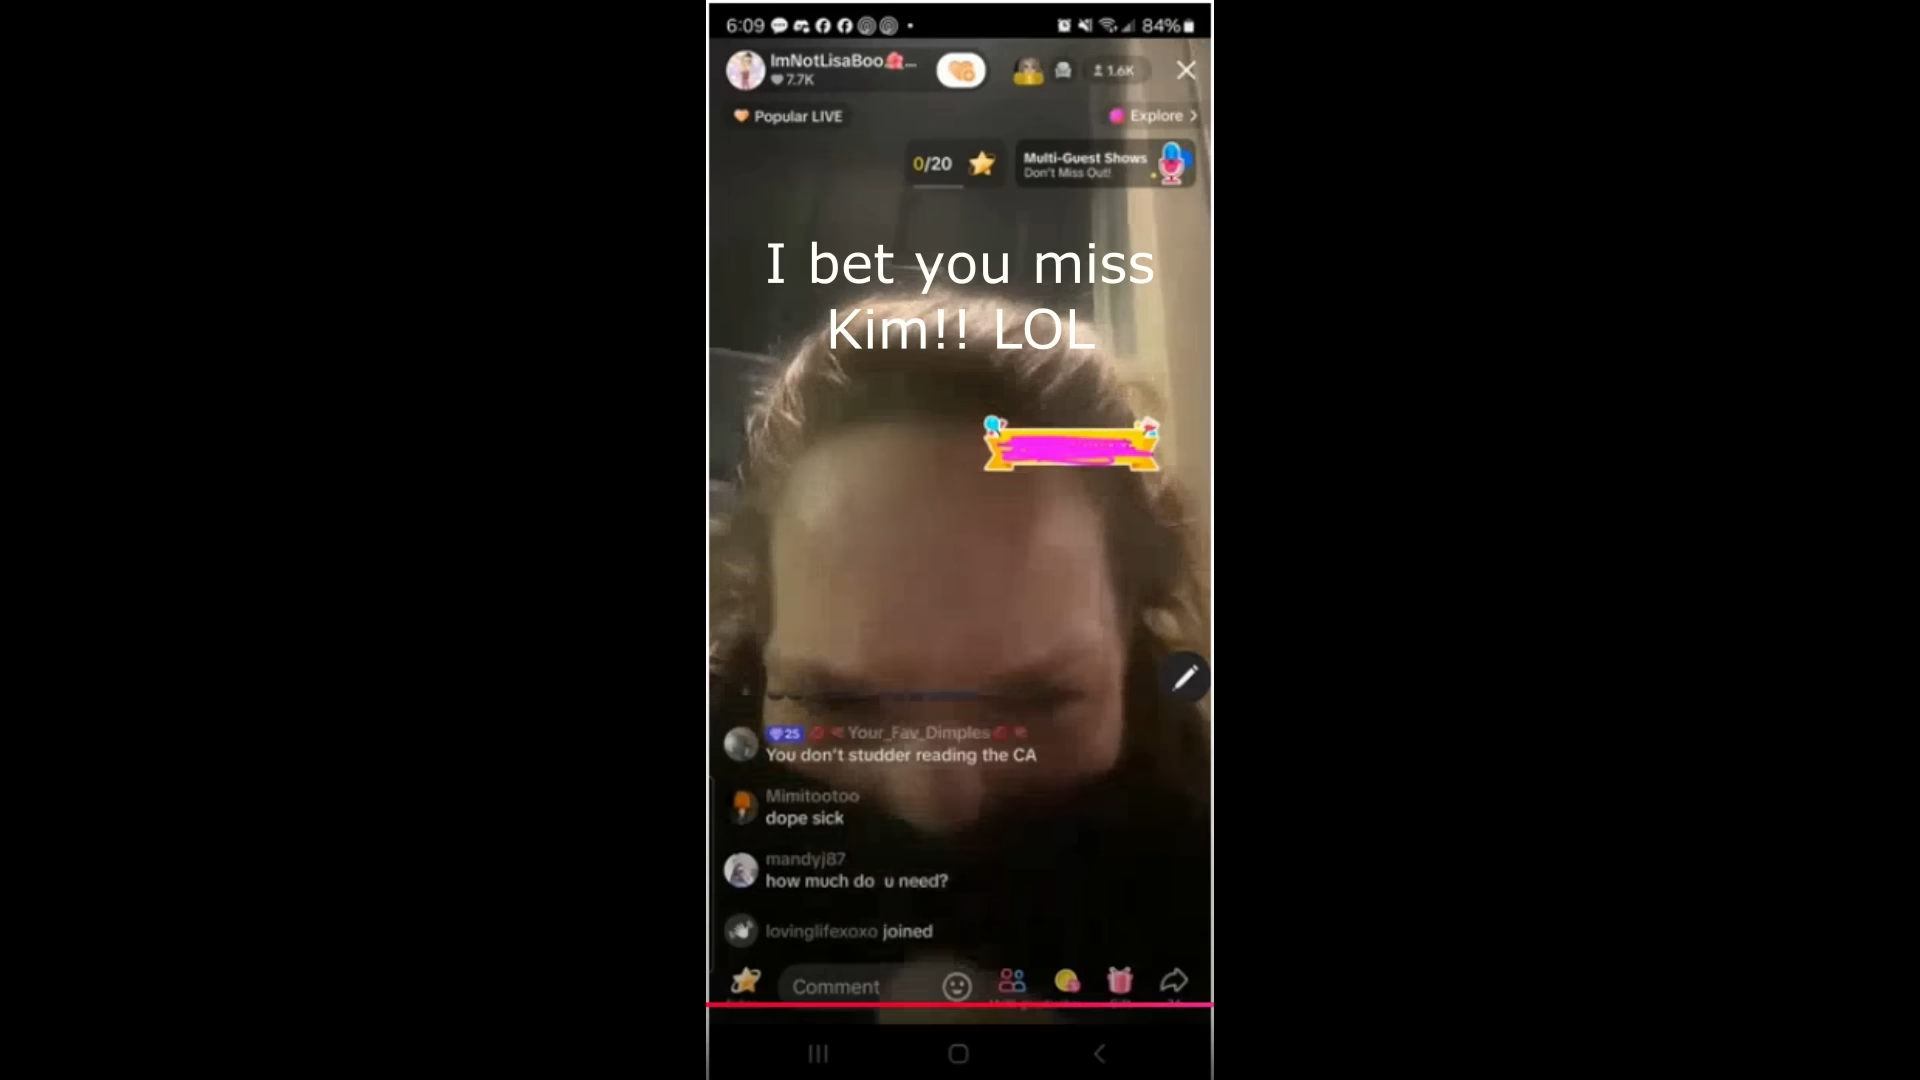 6:09
84%
ImNotLisaBoo...
7.7K
1.6K
Popular LIVE
Explore >
0/20
Multi-Guest Shows
Don't Miss Out!
I bet you miss
Kim!! LOL
25
Your_Fav_Dimples
You don't studder reading the CA
Mimitootoo
dope sick
mandyj87
how much do u need?
lovinglifexoxo joined
Comment